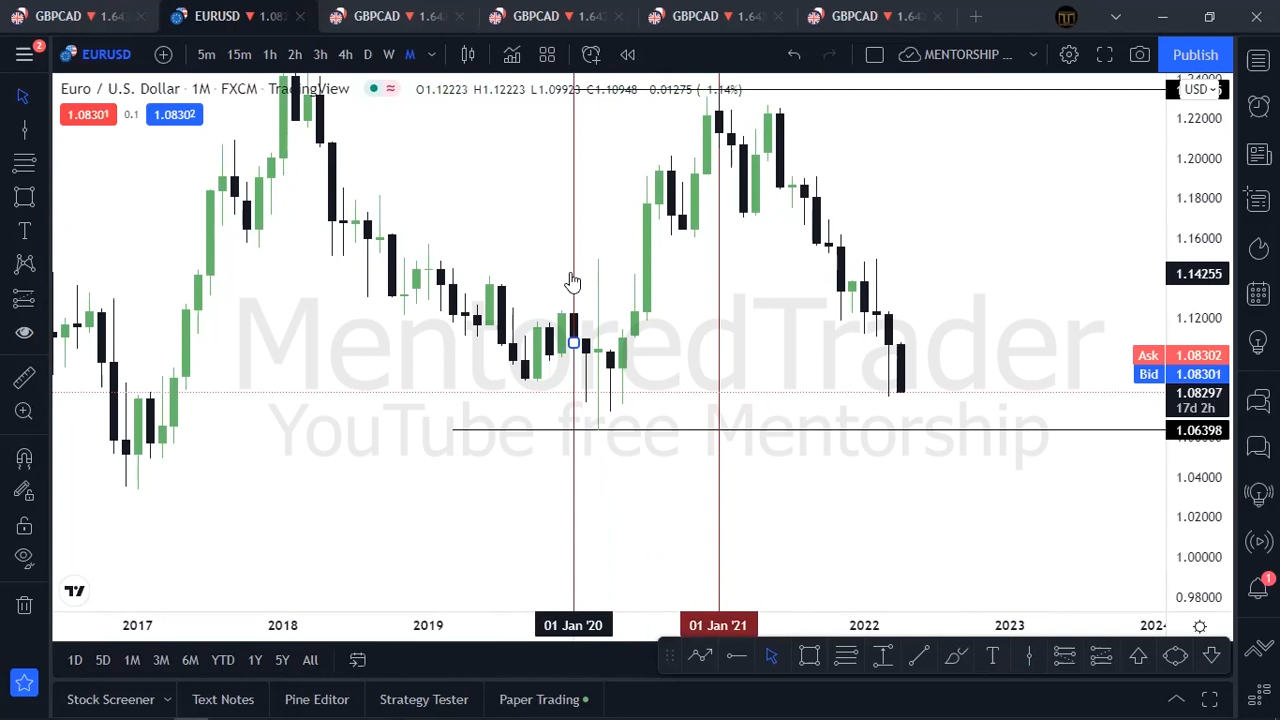 GBPCAD 1.64
EURUSD 1.08
GBPCAD 1.64
GBPCAD 1.64
GBPCAD 1.64
GBPCAD 1.64
2
EURUSD 5m 15m 1h 2h 3h 4h D W M MENTORSHIP ... Publish
Euro / U.S. Dollar · 1M · FXCM · TradingView O1.12223 H1.12223 L1.09923 C1.10948 −0.01275 (−1.14%)
1.08301 0.1 1.08302
USD
1.22000
1.20000
1.18000
1.16000
1.14255
1.12000
Ask 1.08302
Bid 1.08301
1.08297
17d 2h
1.06398
1.04000
1.02000
1.00000
0.98000
MentoredTrader
YouTube free Mentorship
2017 2018 2019 01 Jan '20 01 Jan '21 2022 2023 2024
1D 5D 1M 3M 6M YTD 1Y 5Y All
1
Stock Screener Text Notes Pine Editor Strategy Tester Paper Trading